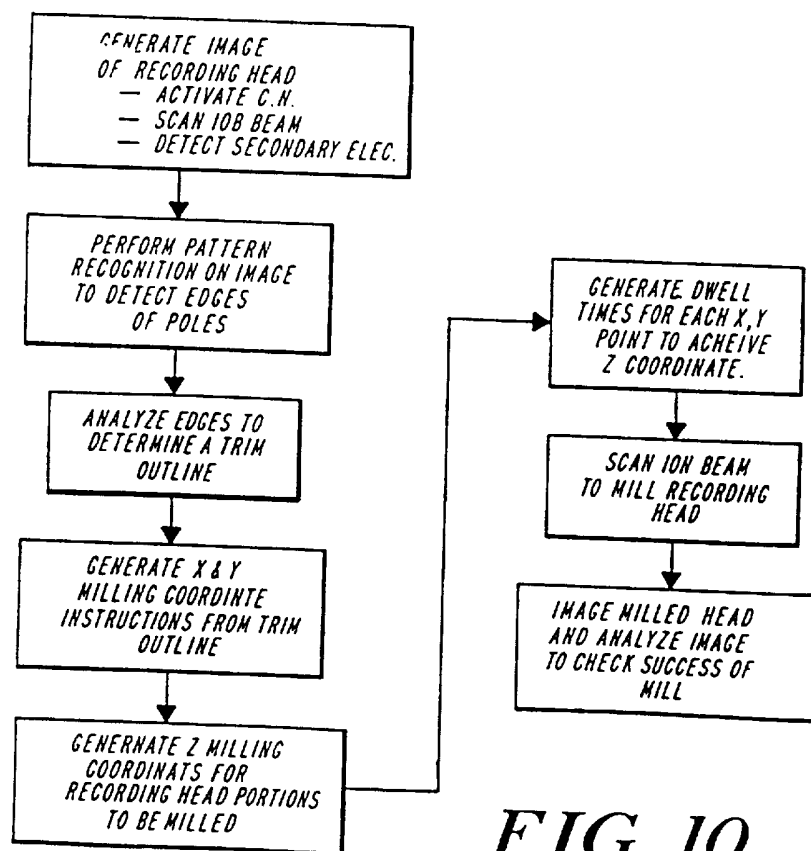 GENERATE IMAGE
OF RECORDING HEAD
— ACTIVATE C.N.
— SCAN IOB BEAM
— DETECT SECONDARY ELEC.
PERFORM PATTERN
RECOGNITION ON IMAGE
TO DETECT EDGES
OF POLES
ANALYZE EDGES TO
DETERMINE A TRIM
OUTLINE
GENERATE X & Y
MILLING COORDINTE
INSTRUCTIONS FROM TRIM
OUTLINE
GENERNATE Z MILLING
COORDINATS FOR
RECORDING HEAD PORTIONS
TO BE MILLED
GENERATE DWELL
TIMES FOR EACH X,Y
POINT TO ACHEIVE
Z COORDINATE.
SCAN ION BEAM
TO MILL RECORDING
HEAD
IMAGE MILLED HEAD
AND ANALYZE IMAGE
TO CHECK SUCCESS OF
MILL
FIG. 10